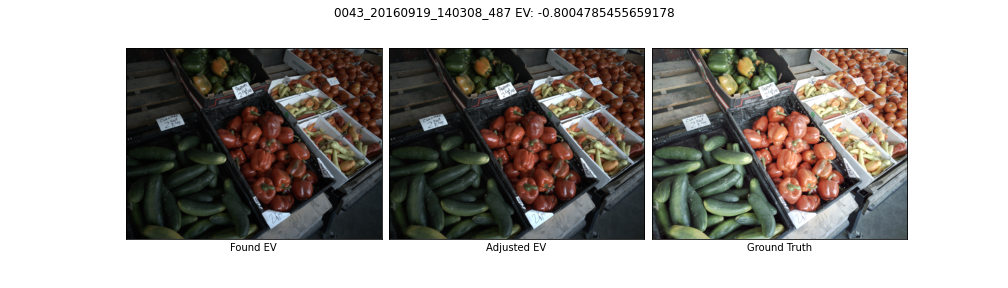 0043_20160919_140308_487 EV: -0.8004785455659178
Found EV
Adjusted EV
Ground Truth